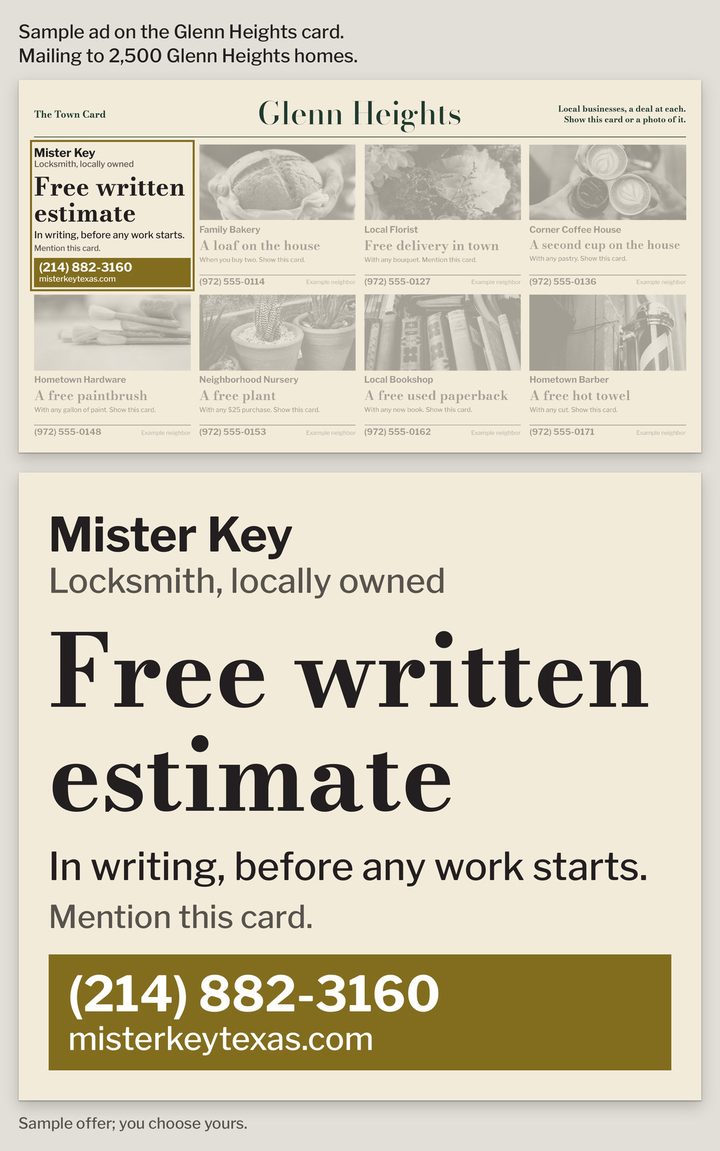 Sample ad on the Glenn Heights card.
Mailing to 2,500 Glenn Heights homes.
The Town Card
Glenn Heights
Local businesses, a deal at each.
Show this card or a photo of it.
Mister Key
Locksmith, locally owned
Free written
estimate
In writing, before any work starts.
Mention this card.
(214) 882-3160
misterkeytexas.com
Family Bakery
A loaf on the house
When you buy two. Show this card.
(972) 555-0114
Example neighbor
Local Florist
Free delivery in town
With any bouquet. Mention this card.
(972) 555-0127
Example neighbor
Corner Coffee House
A second cup on the house
With any pastry. Show this card.
(972) 555-0136
Example neighbor
Hometown Hardware
A free paintbrush
With any gallon of paint. Show this card.
(972) 555-0148
Example neighbor
Neighborhood Nursery
A free plant
With any $25 purchase. Show this card.
(972) 555-0153
Example neighbor
Local Bookshop
A free used paperback
With any new book. Show this card.
(972) 555-0162
Example neighbor
Hometown Barber
A free hot towel
With any cut. Show this card.
(972) 555-0171
Example neighbor
Mister Key
Locksmith, locally owned
Free written
estimate
In writing, before any work starts.
Mention this card.
(214) 882-3160
misterkeytexas.com
Sample offer; you choose yours.